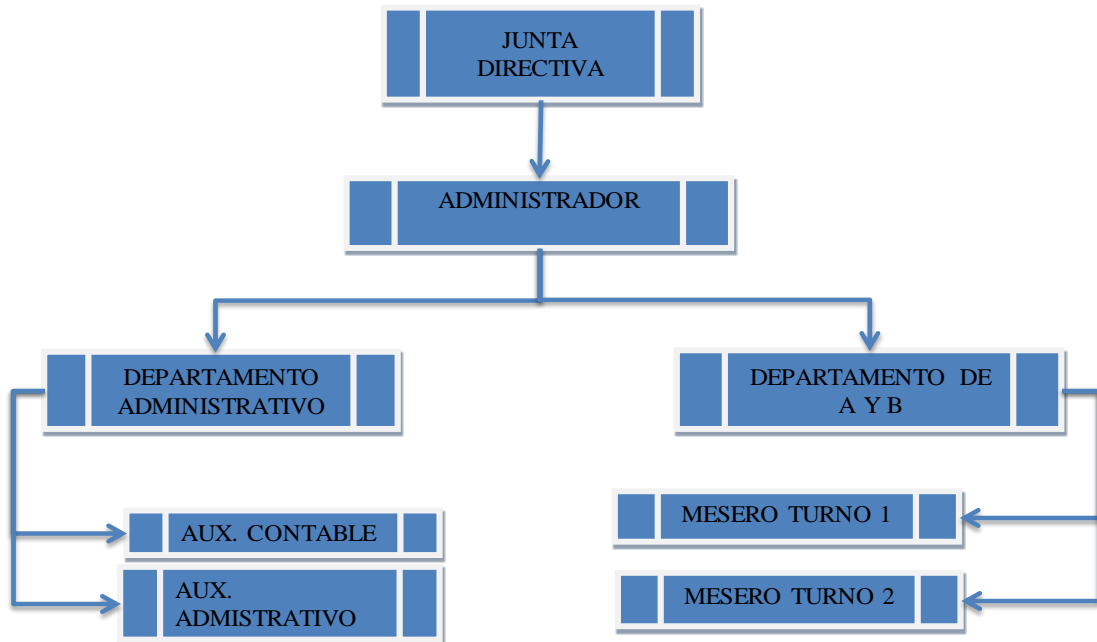 JUNTA
DIRECTIVA
ADMINISTRADOR
DEPARTAMENTO
ADMINISTRATIVO
DEPARTAMENTO DE
A Y B
AUX. CONTABLE
AUX.
ADMISTRATIVO
MESERO TURNO 1
MESERO TURNO 2